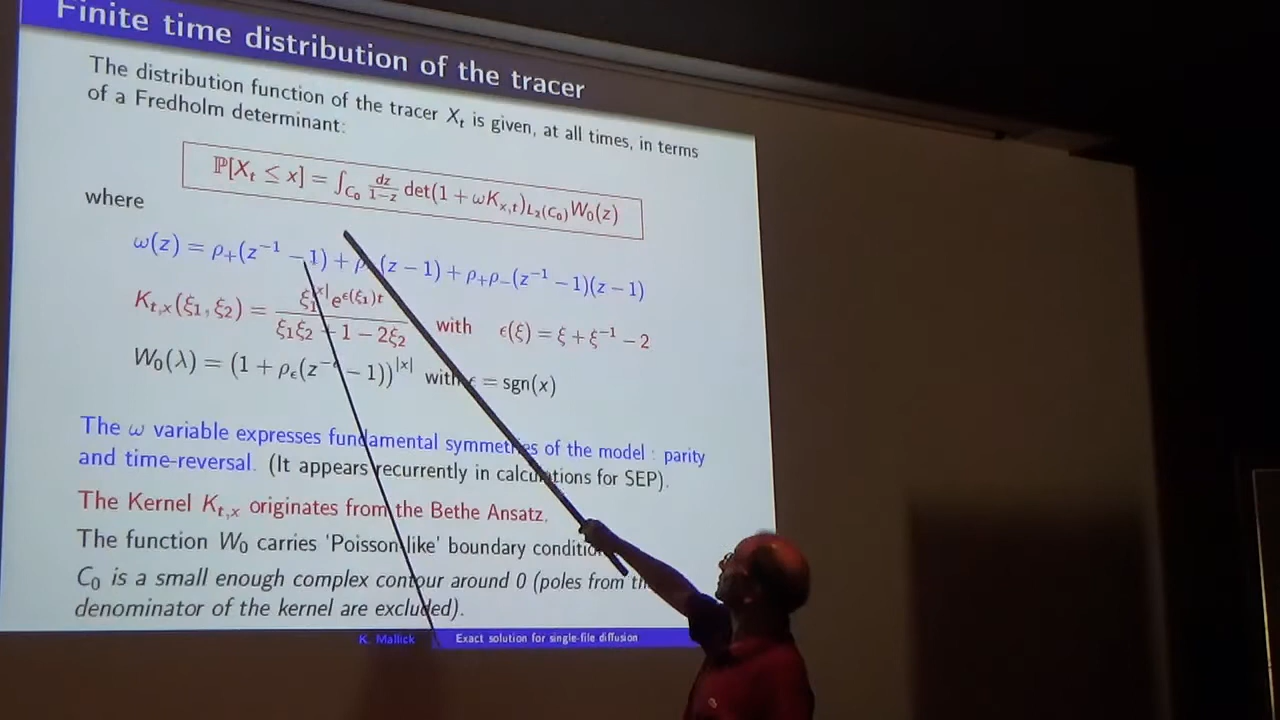 Finite time distribution of the tracer
The distribution function of the tracer X_t is given, at all times, in terms
of a Fredholm determinant:
ℙ[X_t ≤ x] = ∫_{C_0} dz/(1−z) det(1 + ωK_{x,t})_{L_2(C_0)} W_0(z)
where
ω(z) = ρ_+(z^{−1} − 1) + ρ (z − 1) + ρ_+ρ_−(z^{−1} − 1)(z − 1)
K_{t,x}(ξ_1, ξ_2) = ξ_1^{|x|} e^{ϵ(ξ_1)t} / (ξ_1ξ_2 + 1 − 2ξ_2) with ϵ(ξ) = ξ + ξ^{−1} − 2
W_0(λ) = (1 + ρ_ϵ(z^{−} − 1))^{|x|} with = sgn(x)
The ω variable expresses fundamental symmetries of the model : parity
and time-reversal. (It appears recurrently in calculations for SEP).
The Kernel K_{t,x} originates from the Bethe Ansatz,
The function W_0 carries 'Poisson-like' boundary
C_0 is a small enough complex contour around 0 (poles from
denominator of the kernel are excluded).
K. Mallick Exact solution for single-file diffusion